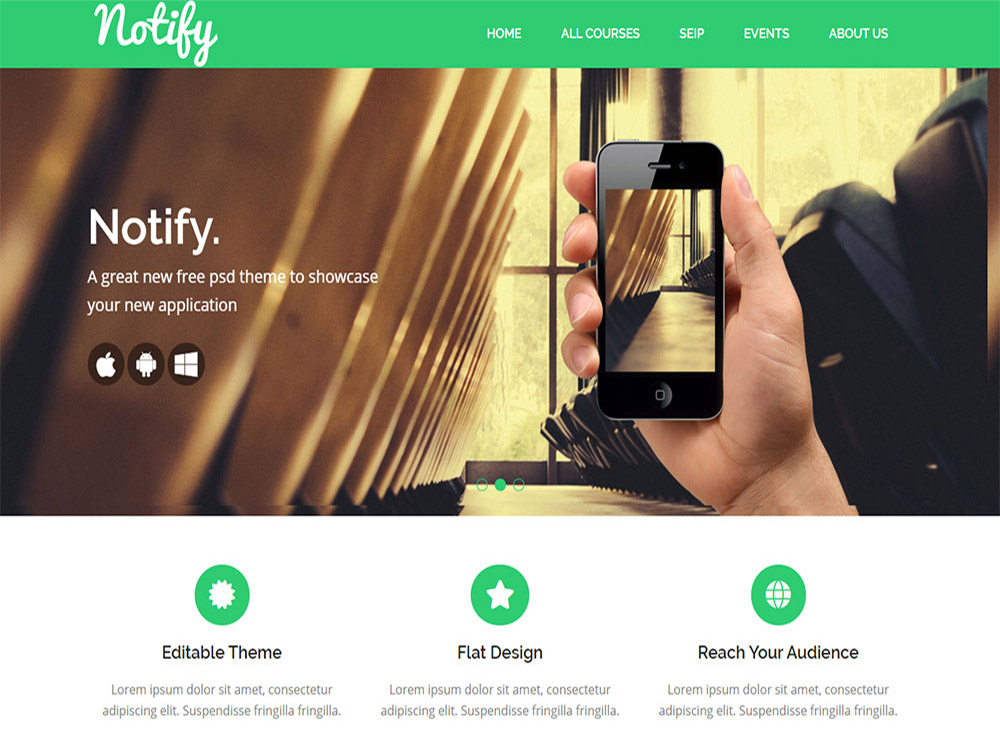 Notify
HOME ALL COURSES SEIP EVENTS ABOUT US
Notify.
A great new free psd theme to showcase
your new application
Editable Theme
Flat Design
Reach Your Audience
Lorem ipsum dolor sit amet, consectetur
adipiscing elit. Suspendisse fringilla fringilla.
Lorem ipsum dolor sit amet, consectetur
adipiscing elit. Suspendisse fringilla fringilla.
Lorem ipsum dolor sit amet, consectetur
adipiscing elit. Suspendisse fringilla fringilla.